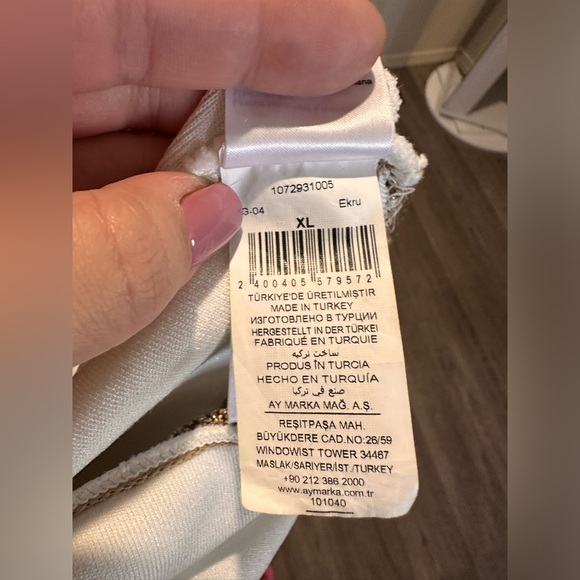 1072931005
3-04 Ekru
XL
2 400405 579572
TÜRKİYE'DE ÜRETİLMİŞTİR
MADE IN TURKEY
ИЗГОТОВЛЕНО В ТУРЦИИ
HERGESTELLT IN DER TÜRKEI
FABRIQUÉ EN TURQUIE
ساخت تركيه
PRODUS ÎN TURCIA
HECHO EN TURQUÍA
صنع في تركيا
AY MARKA MAĞ. A.Ş.
REŞİTPAŞA MAH.
BÜYÜKDERE CAD.NO:26/59
WINDOWIST TOWER 34467
MASLAK/SARIYER/İST./TURKEY
+90 212 386 2000
www.aymarka.com.tr
101040